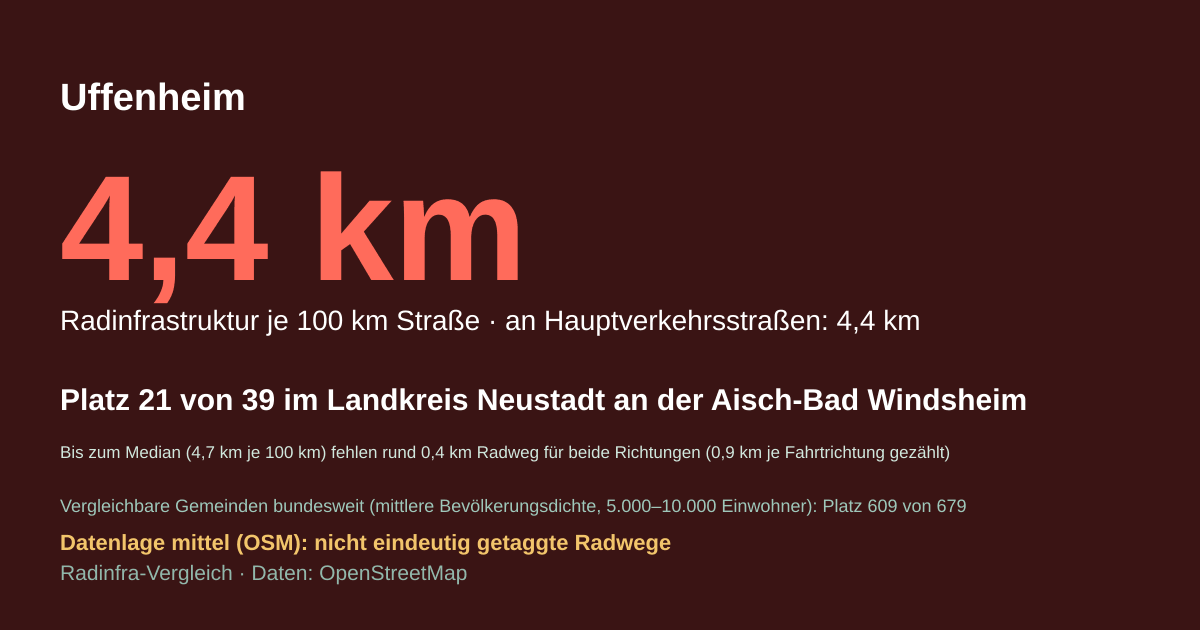 Uffenheim
4,4 km
Radinfrastruktur je 100 km Straße · an Hauptverkehrsstraßen: 4,4 km
Platz 21 von 39 im Landkreis Neustadt an der Aisch-Bad Windsheim
Bis zum Median (4,7 km je 100 km) fehlen rund 0,4 km Radweg für beide Richtungen (0,9 km je Fahrtrichtung gezählt)
Vergleichbare Gemeinden bundesweit (mittlere Bevölkerungsdichte, 5.000–10.000 Einwohner): Platz 609 von 679
Datenlage mittel (OSM): nicht eindeutig getaggte Radwege
Radinfra-Vergleich · Daten: OpenStreetMap